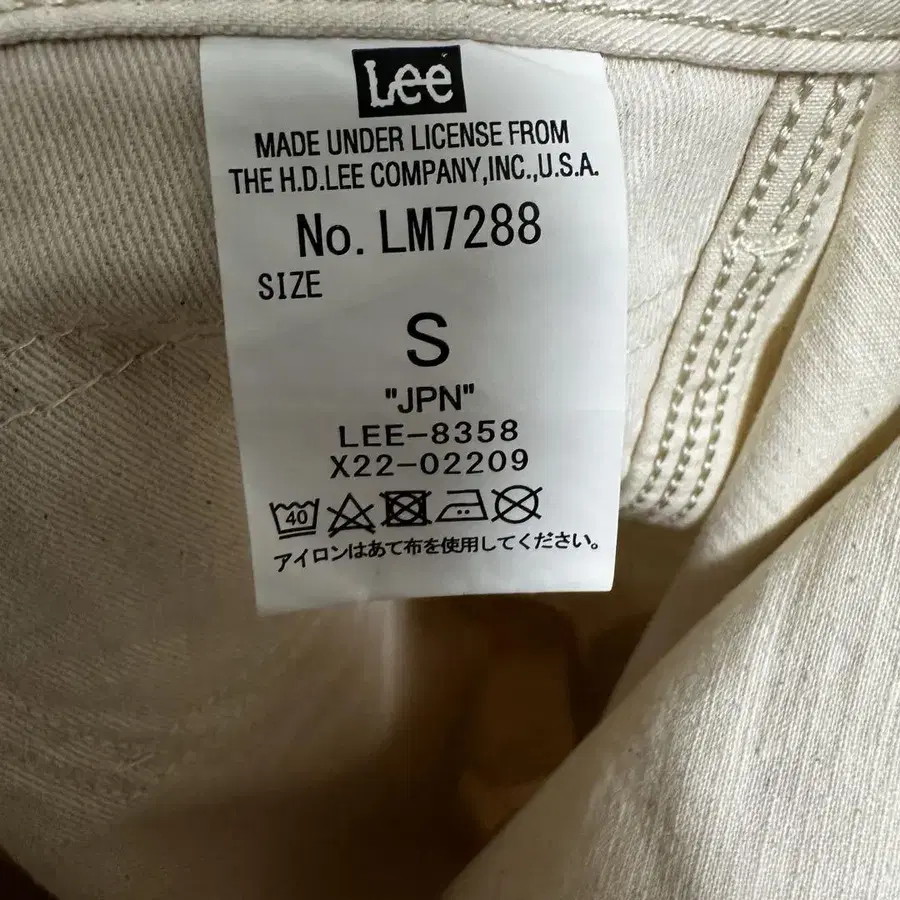 Lee
MADE UNDER LICENSE FROM
THE H.D.LEE COMPANY,INC.,U.S.A.
No. LM7288
SIZE
S
"JPN"
LEE-8358
X22-02209
40
アイロンはあて布を使用してください。